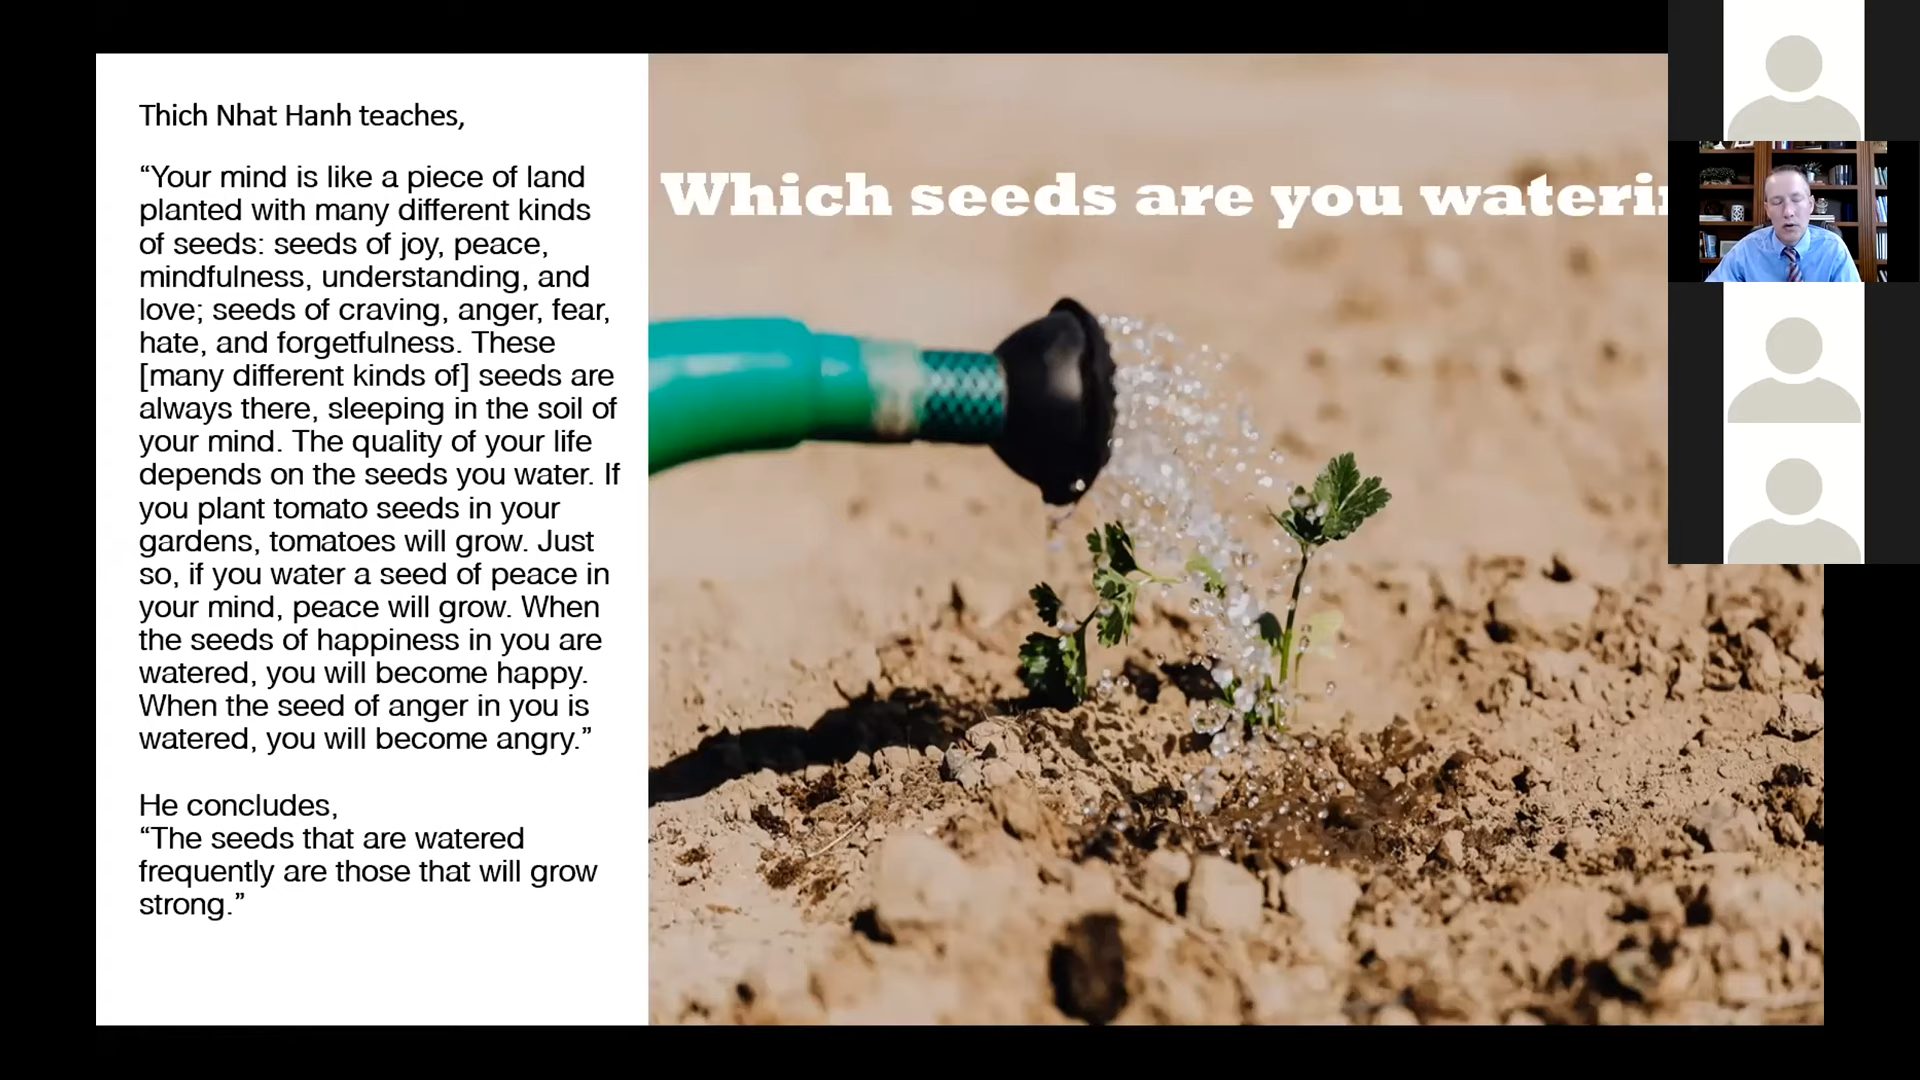 Thich Nhat Hanh teaches,
“Your mind is like a piece of land
planted with many different kinds
of seeds: seeds of joy, peace,
mindfulness, understanding, and
love; seeds of craving, anger, fear,
hate, and forgetfulness. These
[many different kinds of] seeds are
always there, sleeping in the soil of
your mind. The quality of your life
depends on the seeds you water. If
you plant tomato seeds in your
gardens, tomatoes will grow. Just
so, if you water a seed of peace in
your mind, peace will grow. When
the seeds of happiness in you are
watered, you will become happy.
When the seed of anger in you is
watered, you will become angry.”
He concludes,
“The seeds that are watered
frequently are those that will grow
strong.”
Which seeds are you